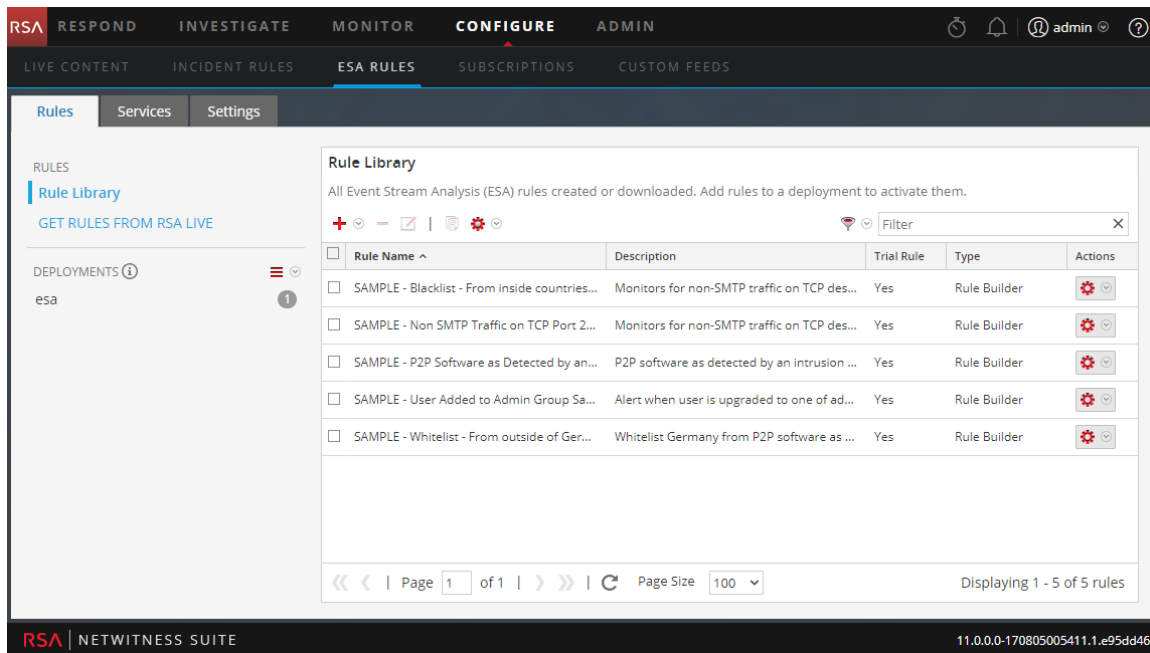 RSA RESPOND INVESTIGATE MONITOR CONFIGURE ADMIN admin ?
LIVE CONTENT INCIDENT RULES ESA RULES SUBSCRIPTIONS CUSTOM FEEDS
Rules Services Settings
RULES
Rule Library
GET RULES FROM RSA LIVE
DEPLOYMENTS i
esa 1
Rule Library
All Event Stream Analysis (ESA) rules created or downloaded. Add rules to a deployment to activate them.
Filter
Rule Name Description Trial Rule Type Actions
SAMPLE - Blacklist - From inside countries... Monitors for non-SMTP traffic on TCP des... Yes Rule Builder
SAMPLE - Non SMTP Traffic on TCP Port 2... Monitors for non-SMTP traffic on TCP des... Yes Rule Builder
SAMPLE - P2P Software as Detected by an... P2P software as detected by an intrusion ... Yes Rule Builder
SAMPLE - User Added to Admin Group Sa... Alert when user is upgraded to one of ad... Yes Rule Builder
SAMPLE - Whitelist - From outside of Ger... Whitelist Germany from P2P software as ... Yes Rule Builder
Page 1 of 1 Page Size 100 Displaying 1 - 5 of 5 rules
RSA NETWITNESS SUITE 11.0.0.0-170805005411.1.e95dd46